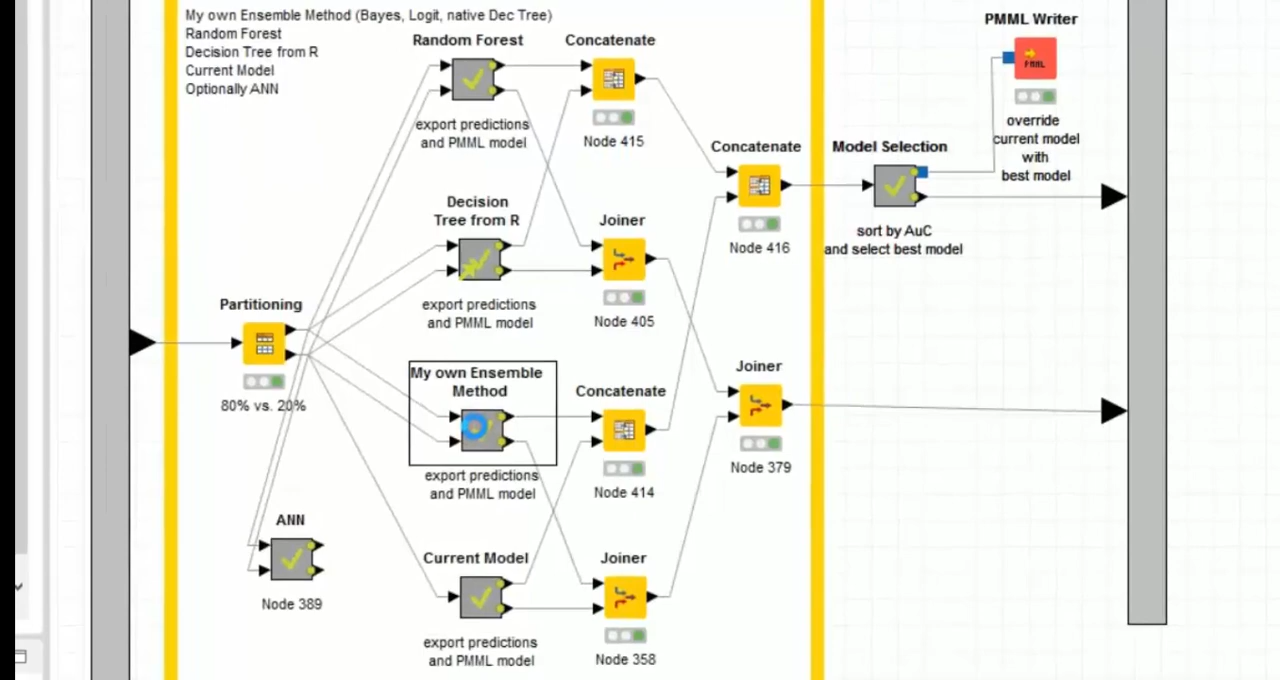 My own Ensemble Method (Bayes, Logit, native Dec Tree)
Random Forest
Decision Tree from R
Current Model
Optionally ANN
Random Forest
export predictions
and PMML model
Concatenate
Node 415
PMML Writer
PMML
override
current model
with
best model
Concatenate
Node 416
Model Selection
sort by AuC
and select best model
Decision
Tree from R
export predictions
and PMML model
Joiner
Node 405
Partitioning
80% vs. 20%
My own Ensemble
Method
export predictions
and PMML model
Concatenate
Node 414
Joiner
Node 379
ANN
Node 389
Current Model
export predictions
and PMML model
Joiner
Node 358